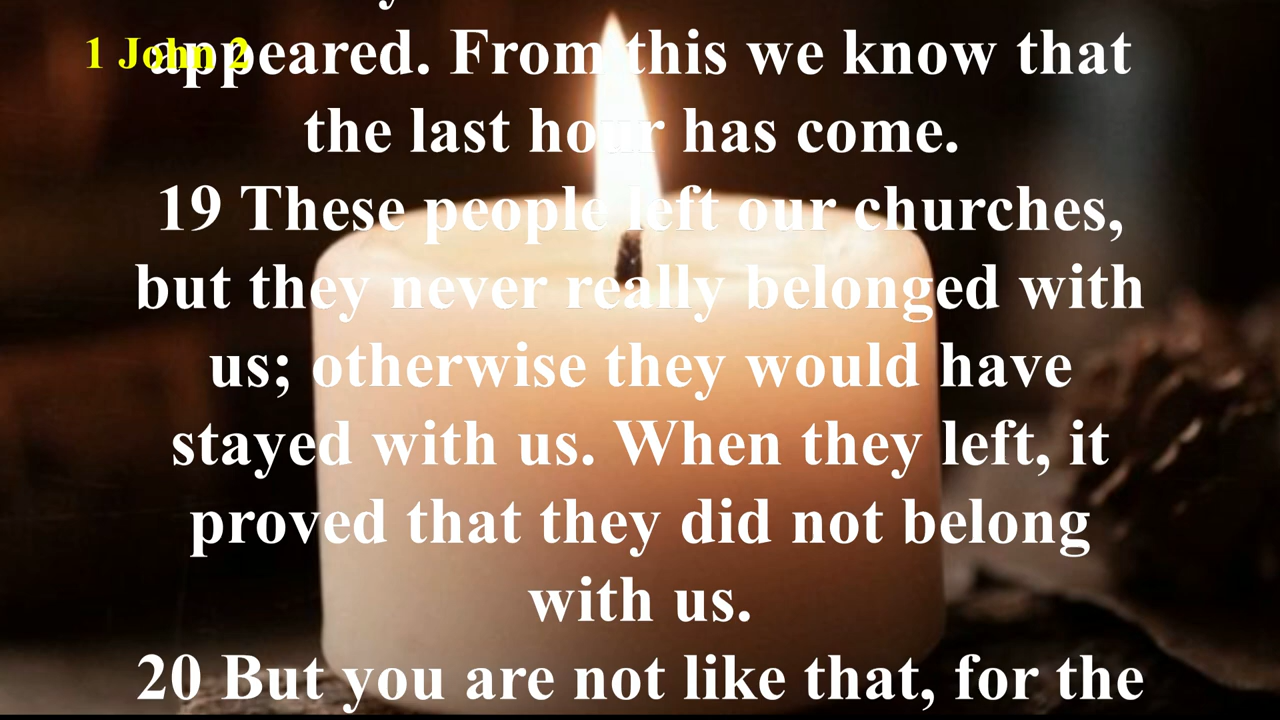 1 John 2
appeared. From this we know that
the last hour has come.
19 These people left our churches,
but they never really belonged with
us; otherwise they would have
stayed with us. When they left, it
proved that they did not belong
with us.
20 But you are not like that, for the